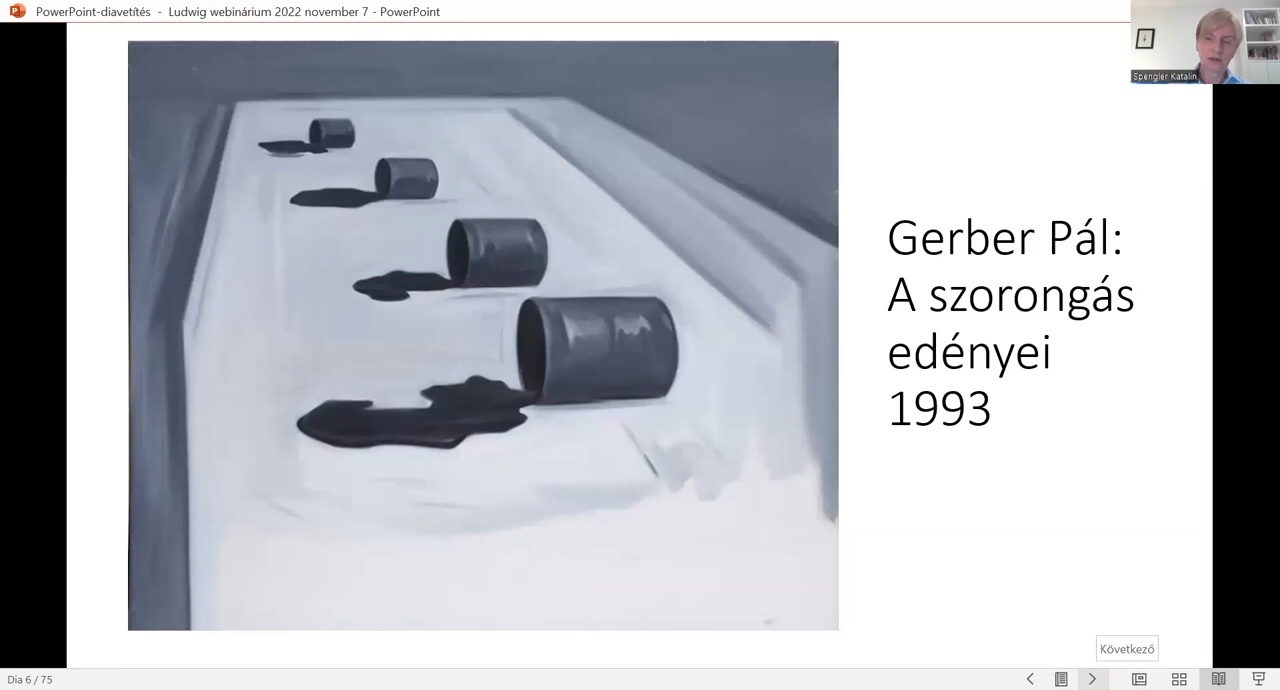 PowerPoint-diavetítés - Ludwig webinárium 2022 november 7 - PowerPoint
Spengler Katalin
Gerber Pál:
A szorongás
edényei
1993
Következő
Dia 6 / 75